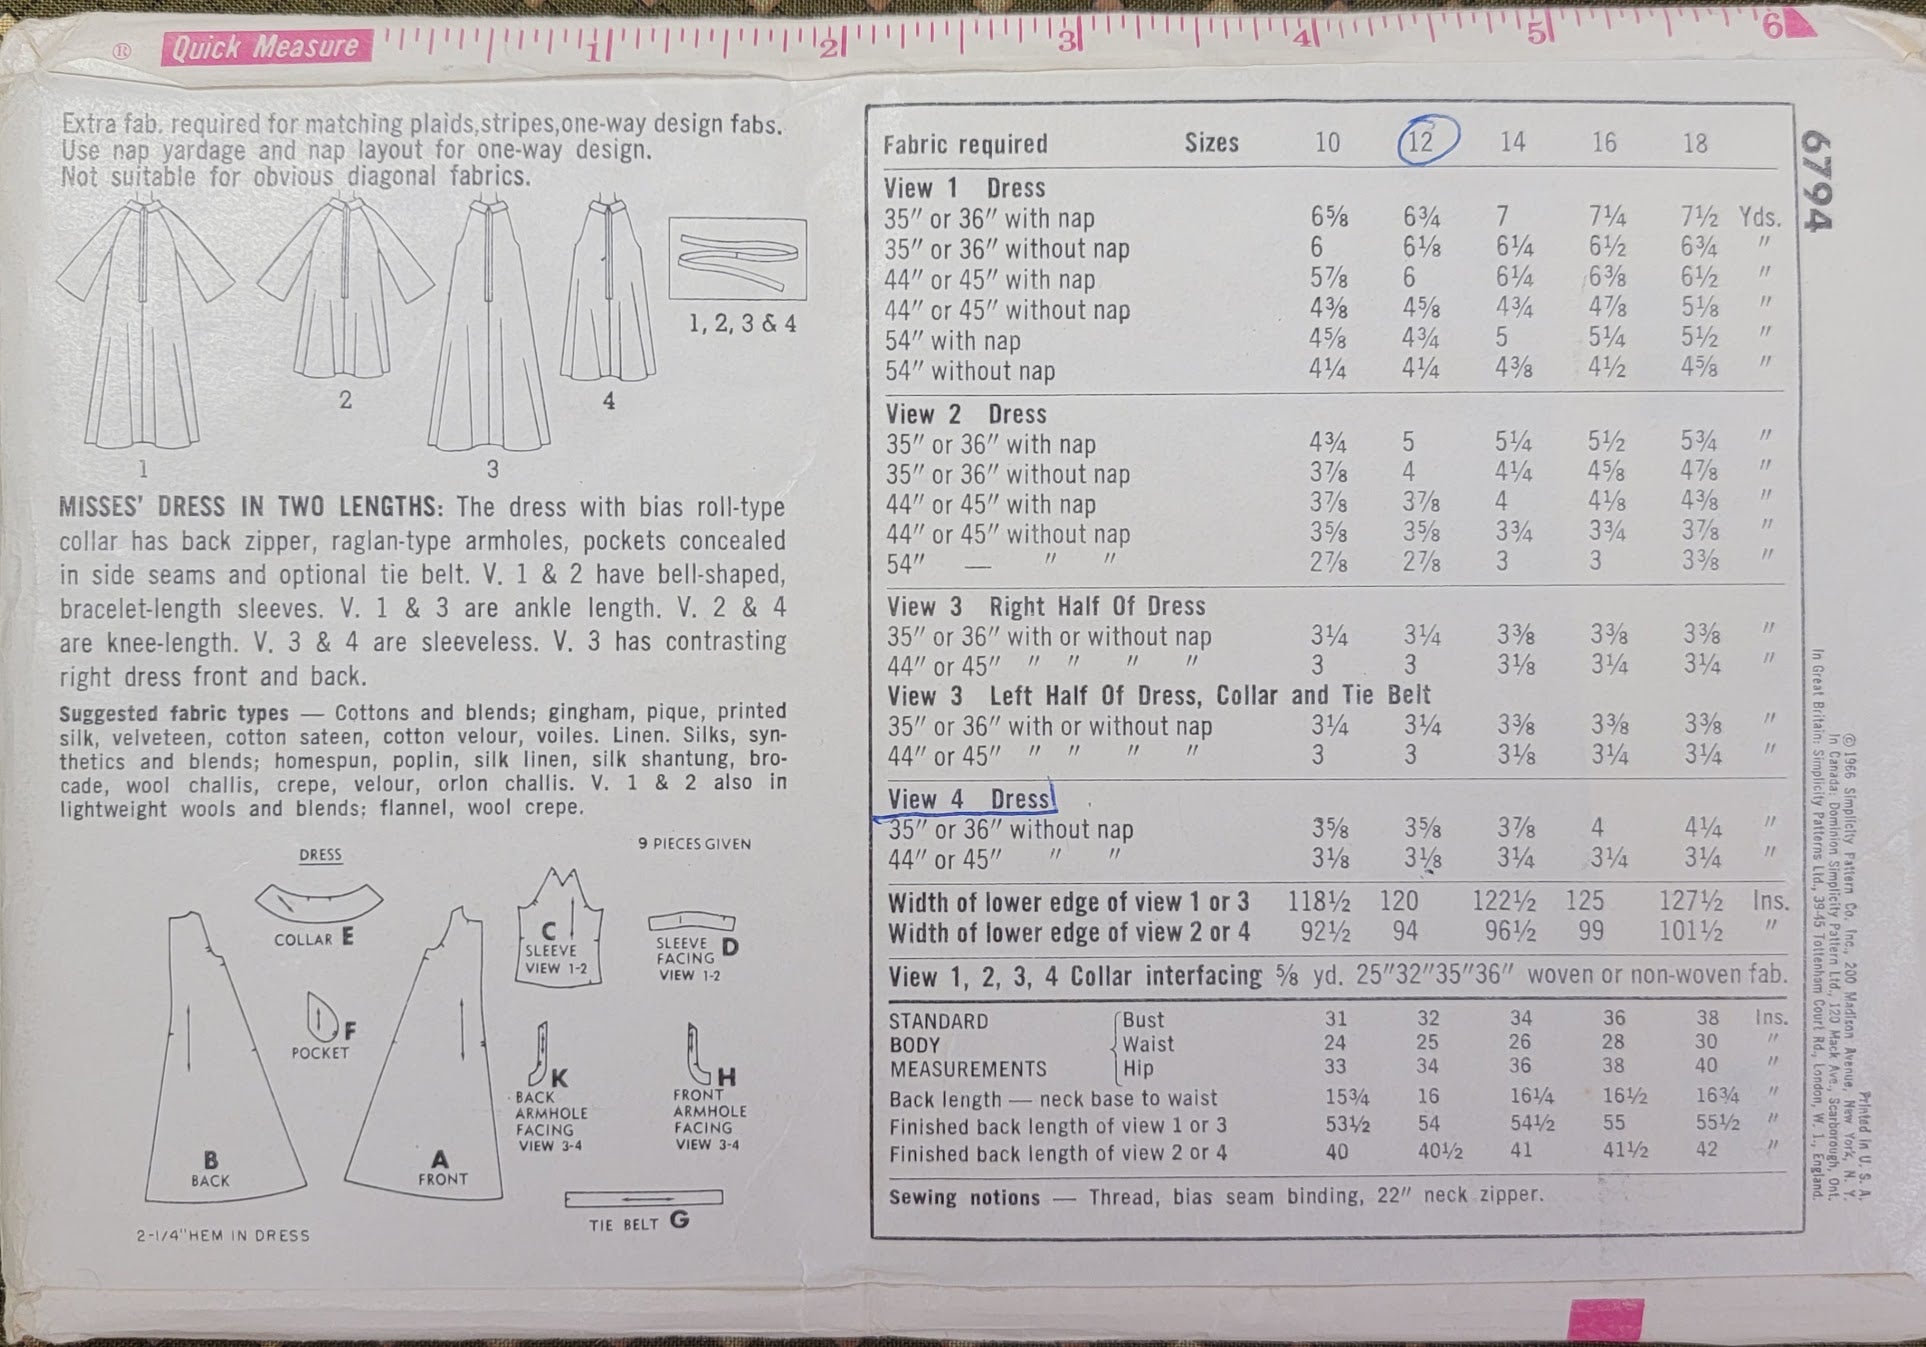 ® Quick Measure 1 2 3 4 5 6
Extra fab. required for matching plaids,stripes,one-way design fabs.
Use nap yardage and nap layout for one-way design.
Not suitable for obvious diagonal fabrics.
1, 2, 3 & 4
2
4
1
3
MISSES' DRESS IN TWO LENGTHS: The dress with bias roll-type
collar has back zipper, raglan-type armholes, pockets concealed
in side seams and optional tie belt. V. 1 & 2 have bell-shaped,
bracelet-length sleeves. V. 1 & 3 are ankle length. V. 2 & 4
are knee-length. V. 3 & 4 are sleeveless. V. 3 has contrasting
right dress front and back.
Suggested fabric types — Cottons and blends; gingham, pique, printed
silk, velveteen, cotton sateen, cotton velour, voiles. Linen. Silks, syn-
thetics and blends; homespun, poplin, silk linen, silk shantung, bro-
cade, wool challis, crepe, velour, orlon challis. V. 1 & 2 also in
lightweight wools and blends; flannel, wool crepe.
9 PIECES GIVEN
DRESS
COLLAR E
C
SLEEVE
VIEW 1-2
SLEEVE D
FACING
VIEW 1-2
F
POCKET
K
BACK
ARMHOLE
FACING
VIEW 3-4
H
FRONT
ARMHOLE
FACING
VIEW 3-4
B
BACK
A
FRONT
TIE BELT G
2-1/4"HEM IN DRESS
Fabric required Sizes 10 12 14 16 18
View 1 Dress
35" or 36" with nap 6⅝ 6¾ 7 7¼ 7½ Yds.
35" or 36" without nap 6 6⅛ 6¼ 6½ 6¾ "
44" or 45" with nap 5⅞ 6 6¼ 6⅜ 6½ "
44" or 45" without nap 4⅜ 4⅝ 4¾ 4⅞ 5⅛ "
54" with nap 4⅝ 4¾ 5 5¼ 5½ "
54" without nap 4¼ 4¼ 4⅜ 4½ 4⅝ "
View 2 Dress
35" or 36" with nap 4¾ 5 5¼ 5½ 5¾ "
35" or 36" without nap 3⅞ 4 4¼ 4⅝ 4⅞ "
44" or 45" with nap 3⅞ 3⅞ 4 4⅛ 4⅜ "
44" or 45" without nap 3⅝ 3⅝ 3¾ 3¾ 3⅞ "
54" — " " 2⅞ 2⅞ 3 3 3⅜ "
View 3 Right Half Of Dress
35" or 36" with or without nap 3¼ 3¼ 3⅜ 3⅜ 3⅜ "
44" or 45" " " " " 3 3 3⅛ 3¼ 3¼ "
View 3 Left Half Of Dress, Collar and Tie Belt
35" or 36" with or without nap 3¼ 3¼ 3⅜ 3⅜ 3⅜ "
44" or 45" " " " " 3 3 3⅛ 3¼ 3¼ "
View 4 Dress
35" or 36" without nap 3⅝ 3⅝ 3⅞ 4 4¼ "
44" or 45" " " 3⅛ 3⅛ 3¼ 3¼ 3¼ "
Width of lower edge of view 1 or 3 118½ 120 122½ 125 127½ Ins.
Width of lower edge of view 2 or 4 92½ 94 96½ 99 101½ "
View 1, 2, 3, 4 Collar interfacing ⅝ yd. 25"32"35"36" woven or non-woven fab.
STANDARD Bust 31 32 34 36 38 Ins.
BODY Waist 24 25 26 28 30 "
MEASUREMENTS Hip 33 34 36 38 40 "
Back length — neck base to waist 15¾ 16 16¼ 16½ 16¾ "
Finished back length of view 1 or 3 53½ 54 54½ 55 55½ "
Finished back length of view 2 or 4 40 40½ 41 41½ 42 "
Sewing notions — Thread, bias seam binding, 22" neck zipper.
6794
Printed in U. S. A.
© 1966 Simplicity Pattern Co. Inc., 200 Madison Avenue, New York, N. Y.
In Canada: Dominion Simplicity Pattern Ltd., 120 Mack Ave., Scarborough, Ont.
In Great Britain: Simplicity Patterns Ltd., 39-45 Tottenham Court Rd., London, W. 1., England.